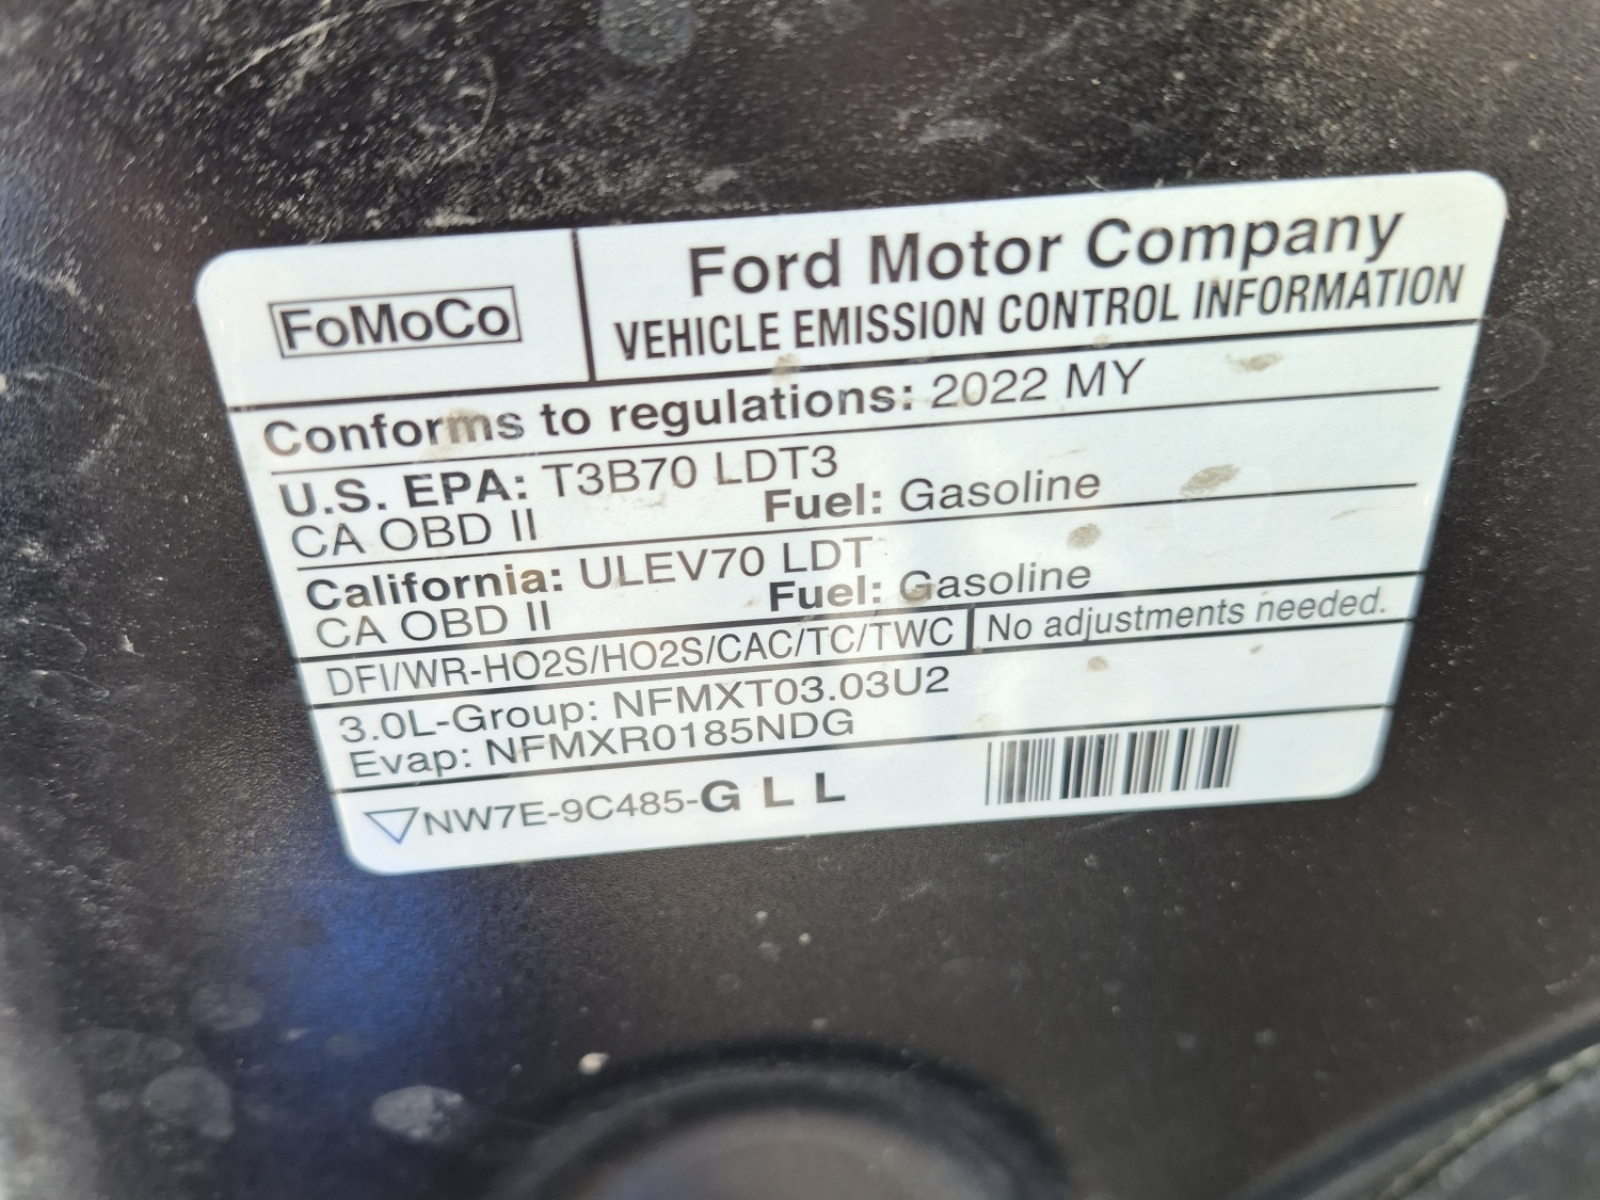 FoMoCo
Ford Motor Company
VEHICLE EMISSION CONTROL INFORMATION
Conforms to regulations: 2022 MY
U.S. EPA: T3B70 LDT3
CA OBD II Fuel: Gasoline
California: ULEV70 LDT
CA OBD II Fuel: Gasoline
DFI/WR-HO2S/HO2S/CAC/TC/TWC No adjustments needed.
3.0L-Group: NFMXT03.03U2
Evap: NFMXR0185NDG
NW7E-9C485-G L L